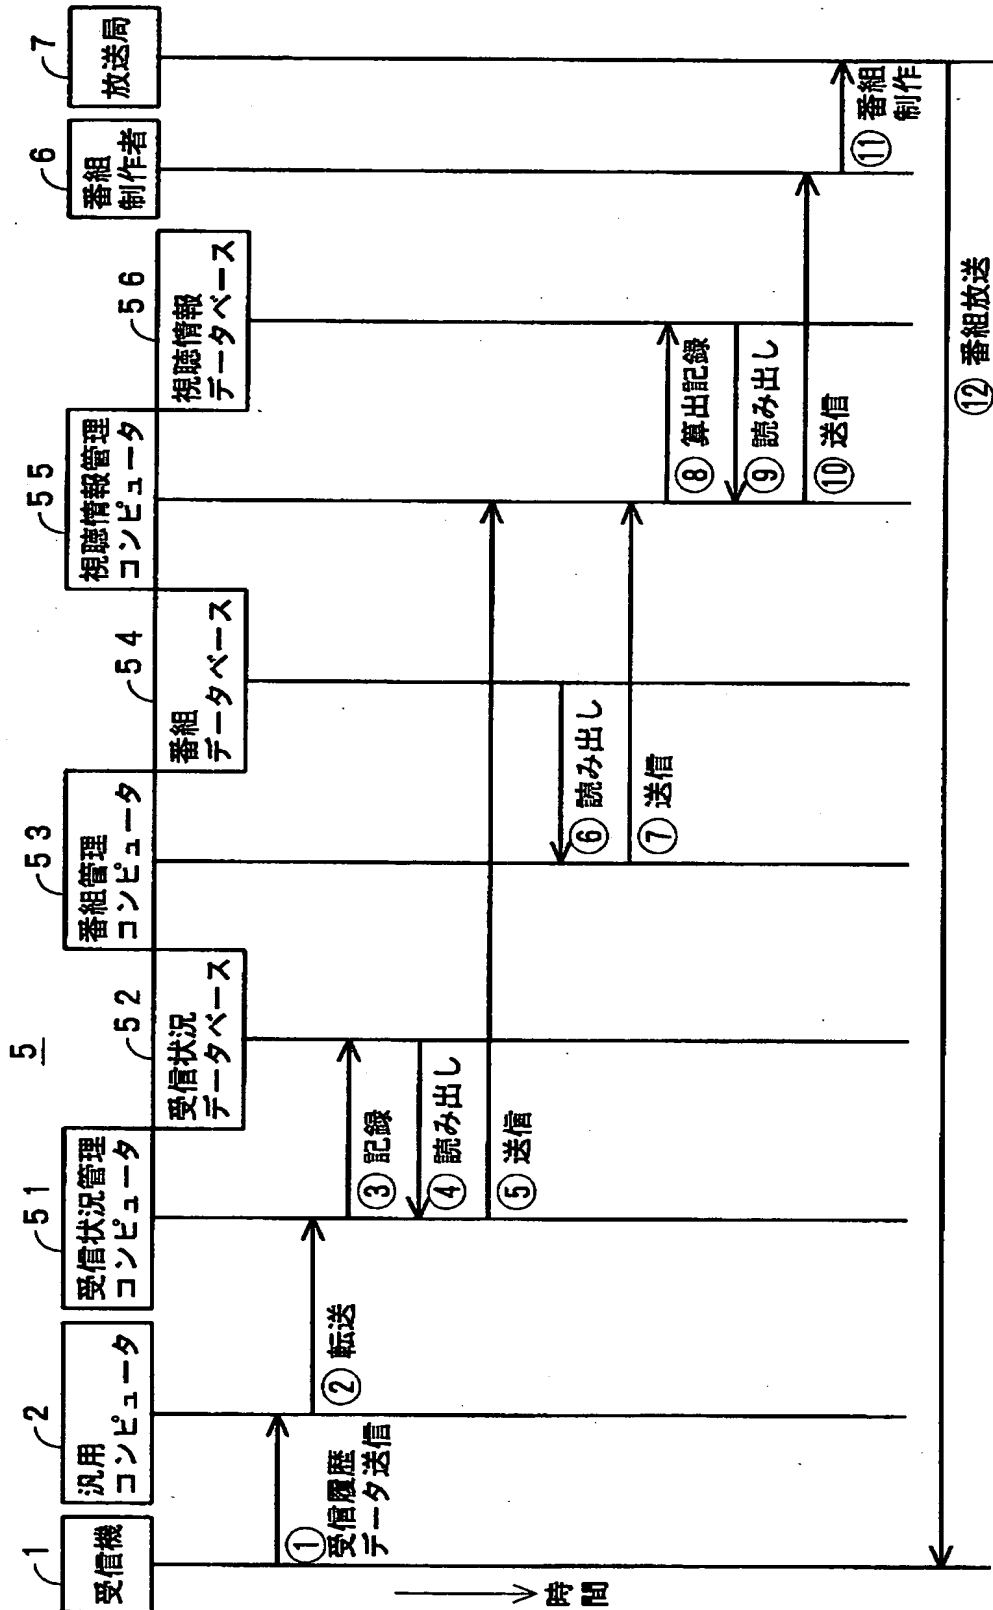 5
1
受信機
2
汎用
コンピュータ
51
受信状況管理
コンピュータ
52
受信状況
データベース
53
番組管理
コンピュータ
54
番組
データベース
55
視聴情報管理
コンピュータ
56
視聴情報
データベース
6
番組
制作者
7
放送局
①
受信履歴
データ送信
② 転送
③ 記録
④ 読み出し
⑤ 送信
⑥ 読み出し
⑦ 送信
⑧ 算出記録
⑨ 読み出し
⑩ 送信
⑪ 番組
制作
⑫ 番組放送
時間